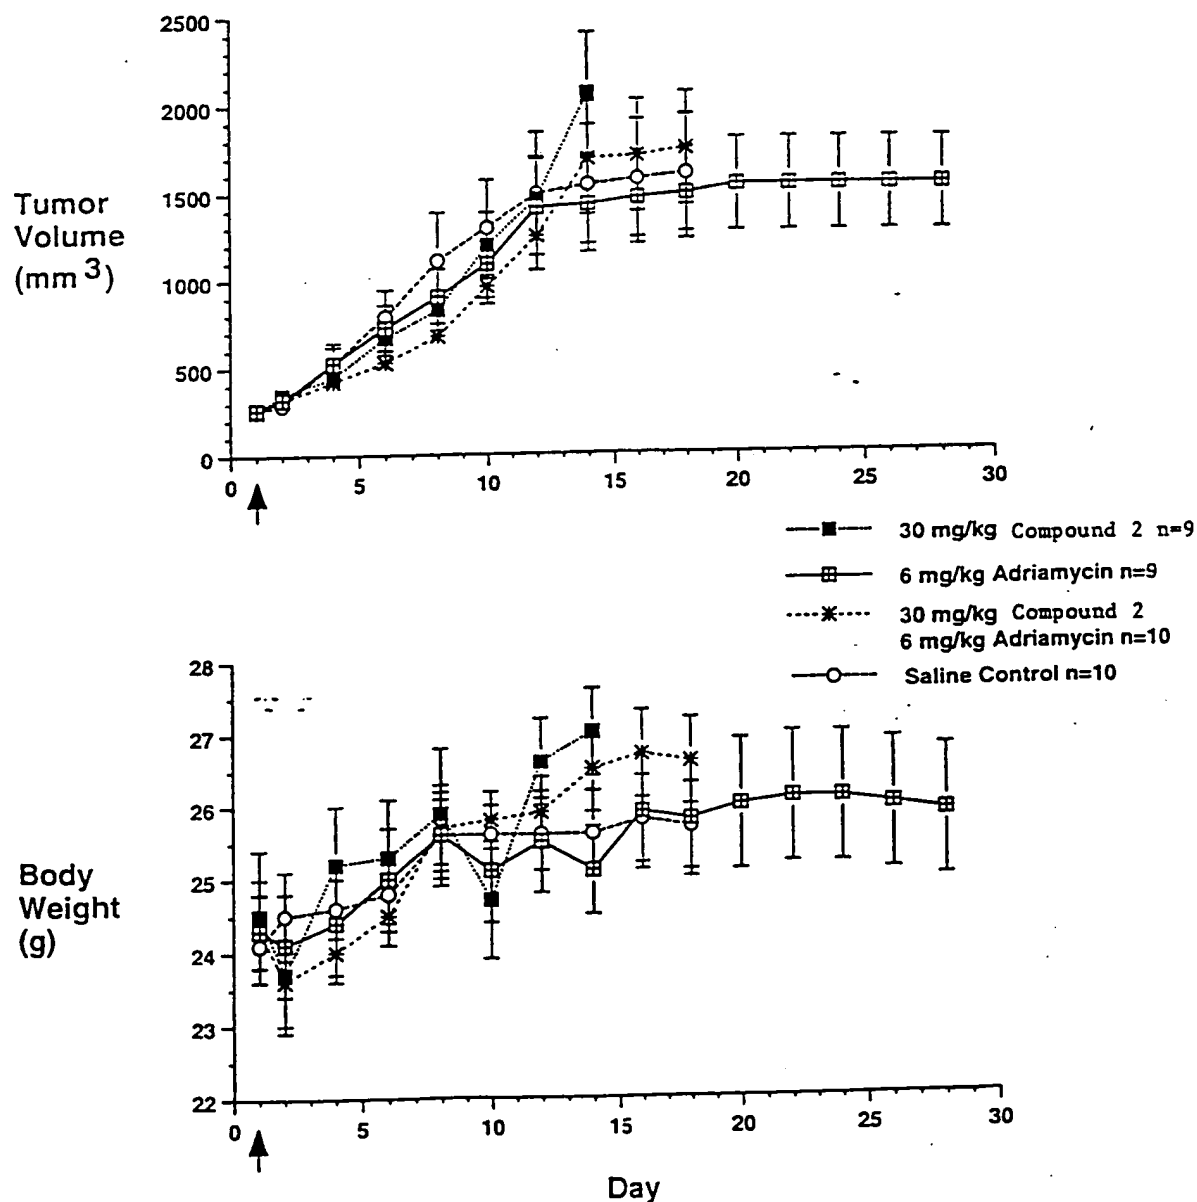 2500
2000
1500
1000
500
0
Tumor
Volume
(mm 3)
0 5 10 15 20 25 30
30 mg/kg Compound 2 n=9
6 mg/kg Adriamycin n=9
30 mg/kg Compound 2
6 mg/kg Adriamycin n=10
Saline Control n=10
28
27
26
25
24
23
22
Body
Weight
(g)
0 5 10 15 20 25 30
Day